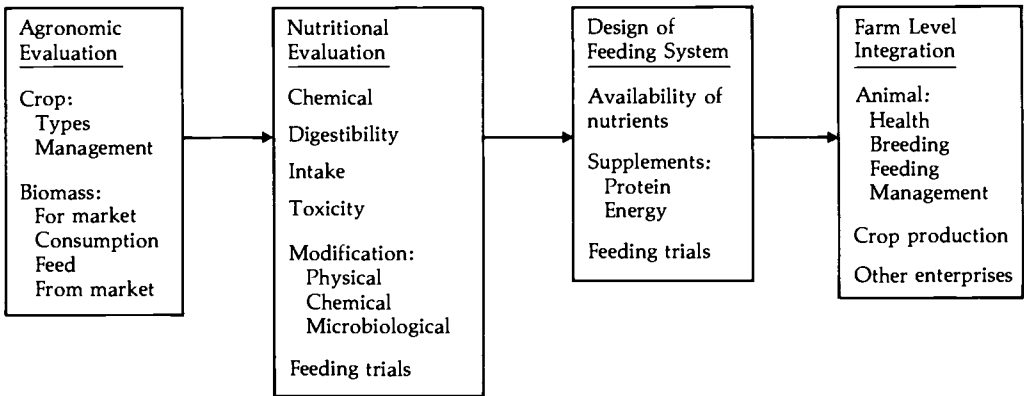 Agronomic
Evaluation
Crop:
Types
Management
Biomass:
For market
Consumption
Feed
From market
Nutritional
Evaluation
Chemical
Digestibility
Intake
Toxicity
Modification:
Physical
Chemical
Microbiological
Feeding trials
Design of
Feeding System
Availability of
nutrients
Supplements:
Protein
Energy
Feeding trials
Farm Level
Integration
Animal:
Health
Breeding
Feeding
Management
Crop production
Other enterprises